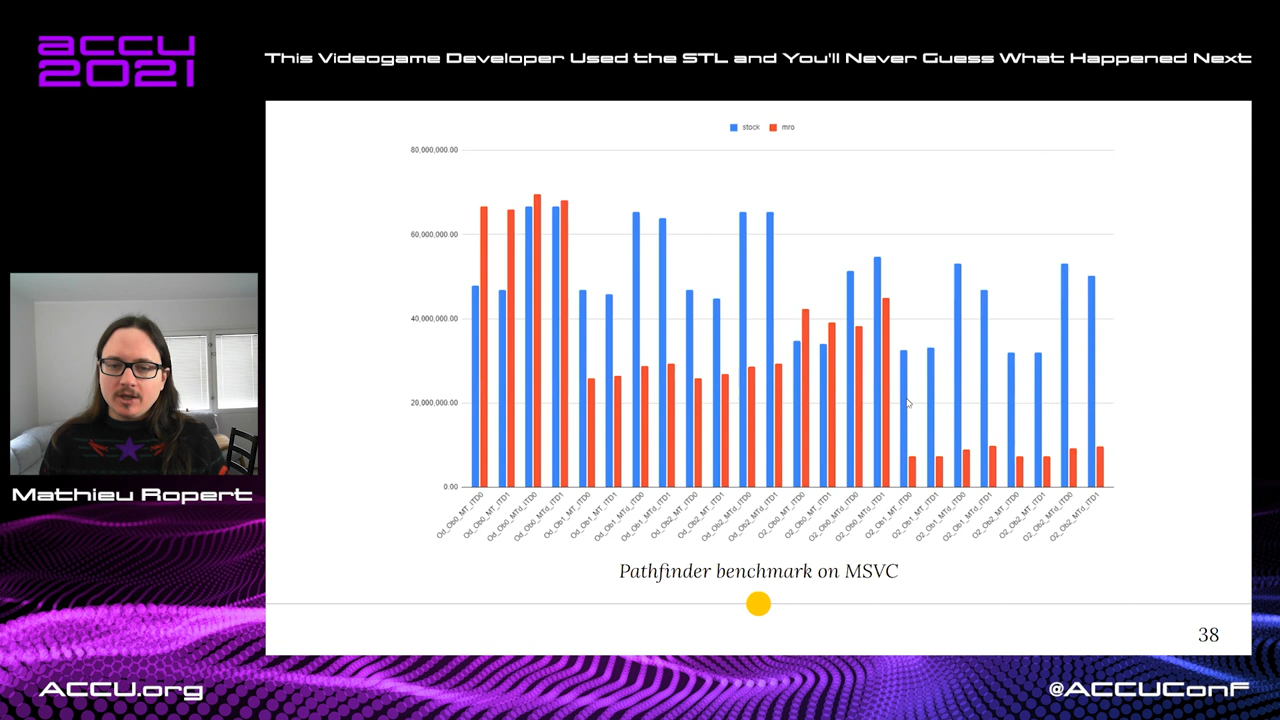 accu
2021
This Videogame Developer Used the STL and You'll Never Guess What Happened Next
stock mro
80,000,000.00
60,000,000.00
40,000,000.00
20,000,000.00
0.00
Od_Ob0_MT_ITD0
Od_Ob0_MT_ITD1
Od_Ob0_MTd_ITD0
Od_Ob0_MTd_ITD1
Od_Ob1_MT_ITD0
Od_Ob1_MT_ITD1
Od_Ob1_MTd_ITD0
Od_Ob1_MTd_ITD1
Od_Ob2_MT_ITD0
Od_Ob2_MT_ITD1
Od_Ob2_MTd_ITD0
Od_Ob2_MTd_ITD1
O2_Ob0_MT_ITD0
O2_Ob0_MT_ITD1
O2_Ob0_MTd_ITD0
O2_Ob0_MTd_ITD1
O2_Ob1_MT_ITD0
O2_Ob1_MT_ITD1
O2_Ob1_MTd_ITD0
O2_Ob1_MTd_ITD1
O2_Ob2_MT_ITD0
O2_Ob2_MT_ITD1
O2_Ob2_MTd_ITD0
O2_Ob2_MTd_ITD1
Mathieu Ropert
Pathfinder benchmark on MSVC
38
ACCU.org
@ACCUConf